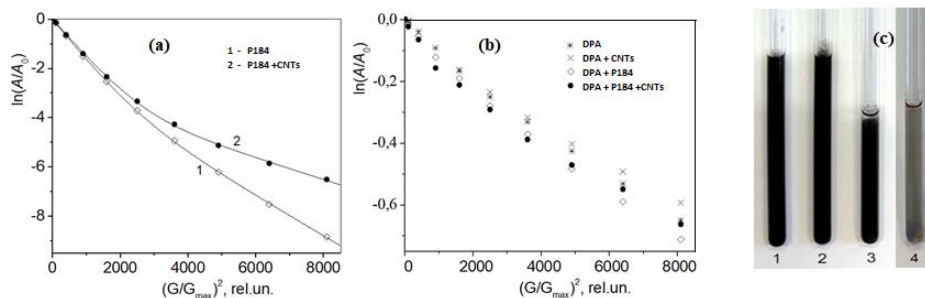 (a)
1 - P184
2 - P184 +CNTs
ln(A/A0)
0
-2
-4
-6
-8
2
1
0 2000 4000 6000 8000
(G/Gmax)², rel.un.
(b)
DPA
DPA + CNTs
DPA + P184
DPA + P184 +CNTs
ln(A/A0)
0,0
-0,2
-0,4
0,6
0 2000 4000 6000 8000
(G/Gmax)², rel.un.
(c)
1 2 3 4